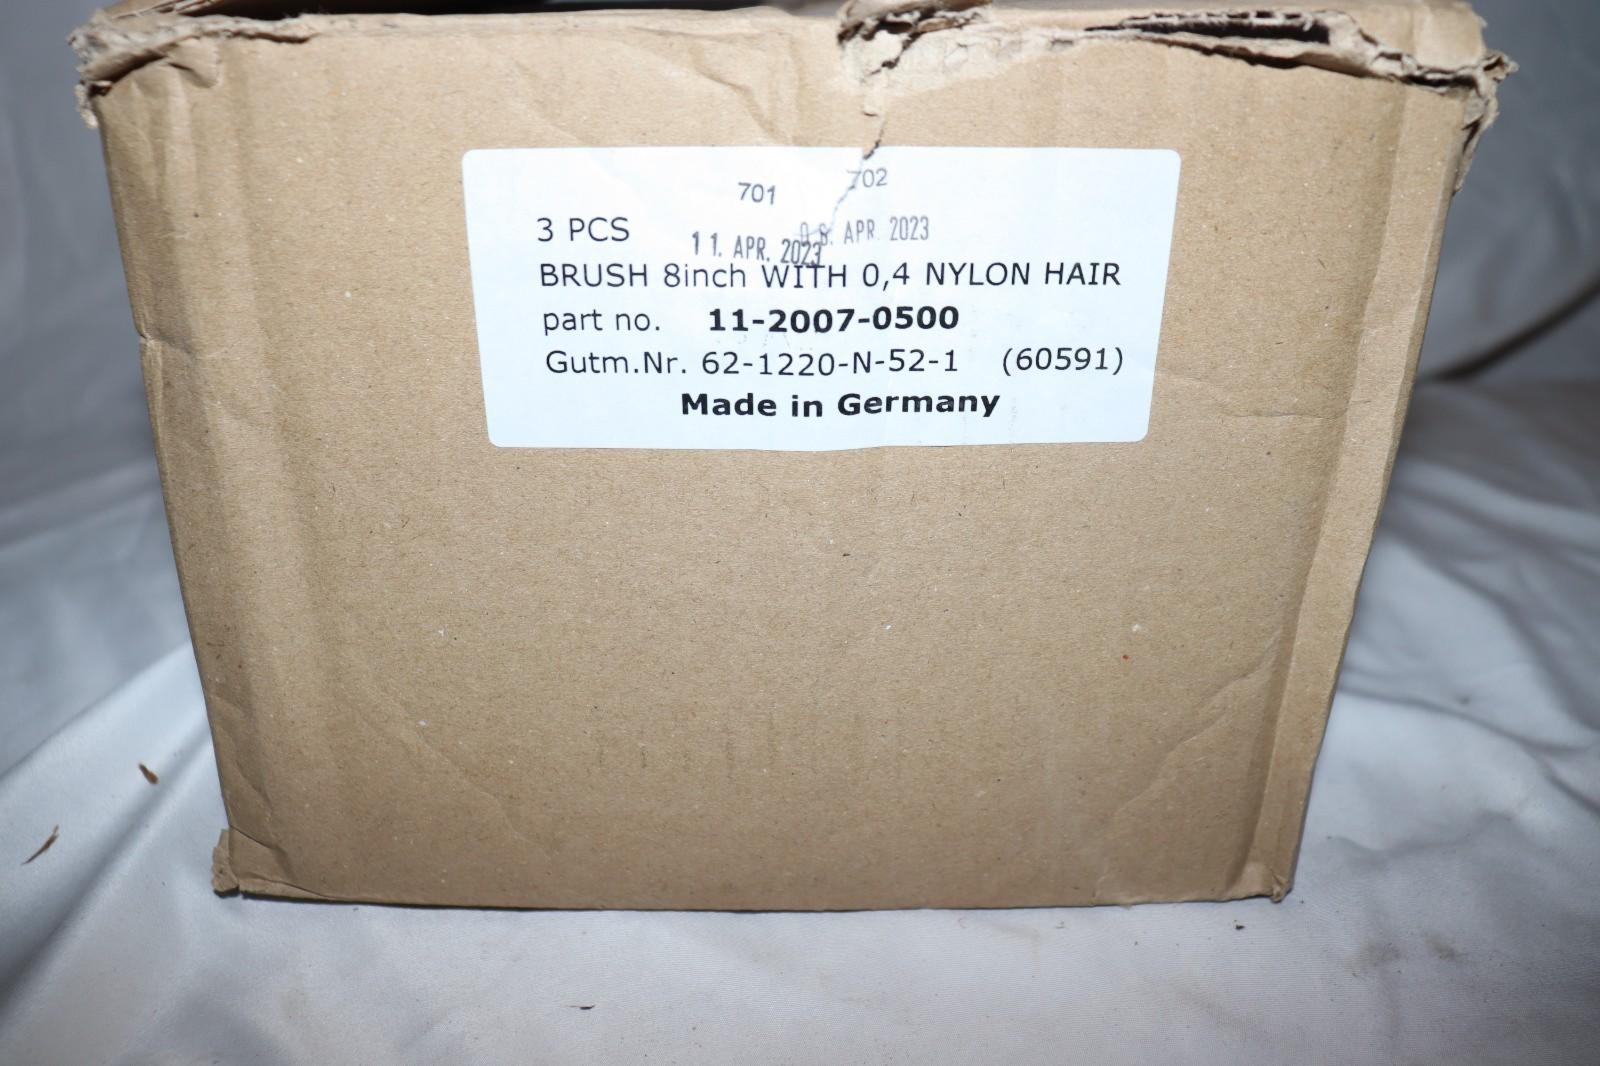 701 702
3 PCS
11. APR. 2023 06. APR 2023
BRUSH 8inch WITH 0,4 NYLON HAIR
part no. 11-2007-0500
Gutm.Nr. 62-1220-N-52-1 (60591)
Made in Germany